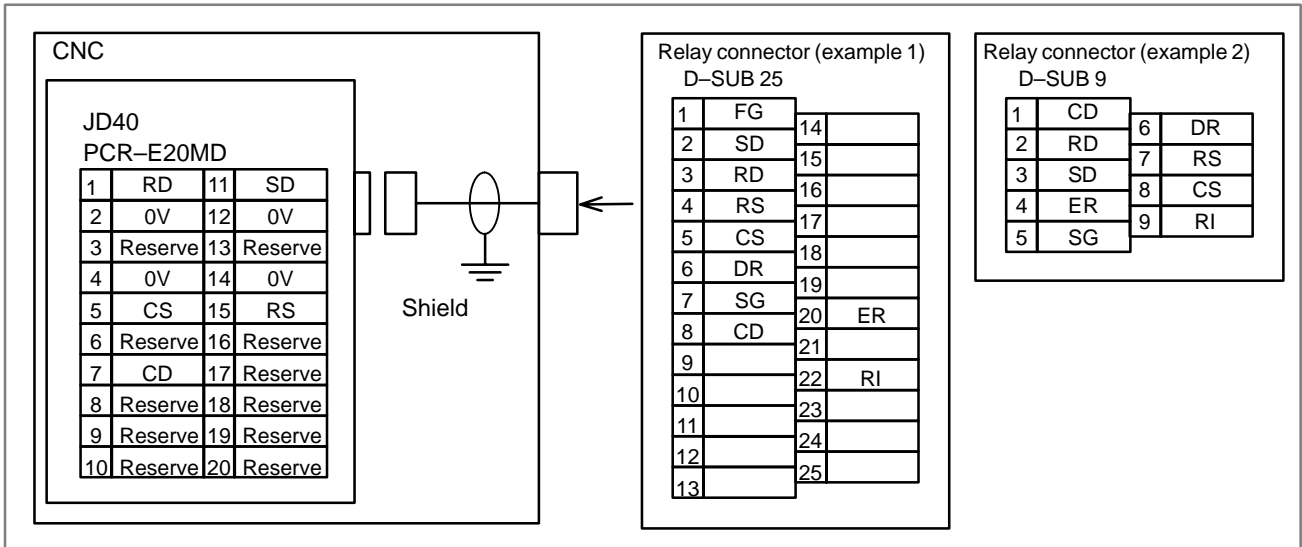 CNC
JD40
PCR–E20MD
1 RD 11 SD
2 0V 12 0V
3 Reserve 13 Reserve
4 0V 14 0V
5 CS 15 RS
6 Reserve 16 Reserve
7 CD 17 Reserve
8 Reserve 18 Reserve
9 Reserve 19 Reserve
10 Reserve 20 Reserve
Shield
Relay connector (example 1)
D–SUB 25
1 FG
14
2 SD
15
3 RD
16
4 RS
17
5 CS
18
6 DR
19
7 SG
20 ER
8 CD
21
9
22 RI
10
23
11
24
12
25
13
Relay connector (example 2)
D–SUB 9
1 CD
6 DR
2 RD
7 RS
3 SD
8 CS
4 ER
9 RI
5 SG